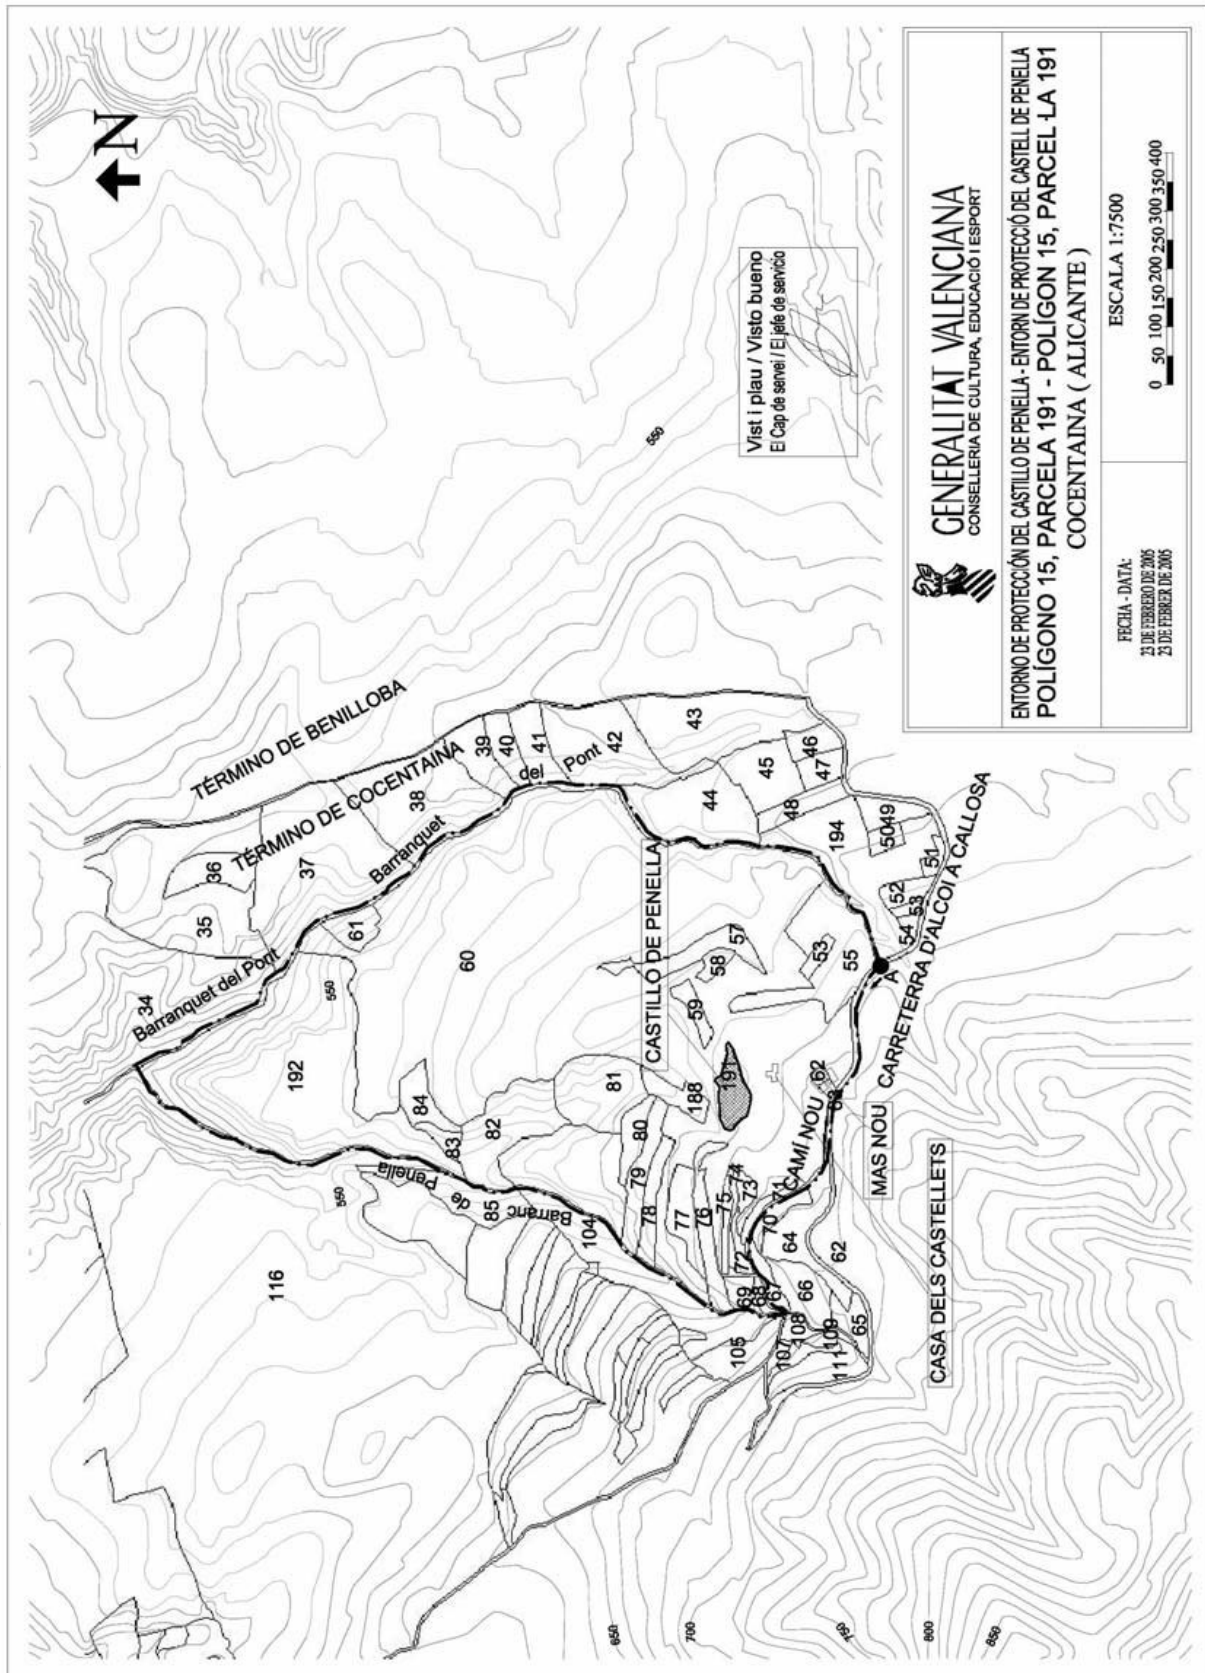 N
TÉRMINO DE BENILLOBA
TÉRMINO DE COCENTAINA
Barranquet del Pont
Barranquet
del
Pont
Barranc
de
Penella
CASTILLO DE PENELLA
CAMÍ NOU
MAS NOU
CARRETERRA D'ALCOI A CALLOSA
CASA DELS CASTELLETS
A
34
35
36
37
38
39
40
41
42
43
44
45
46
47
48
194
49
50
51
52
53
54
55
53
57
58
59
60
61
192
81
82
83
84
85
188
191
80
79
78
77
76
75
74
73
72
71
70
69
68
67
66
65
64
62
62
63
104
105
107
108
109
111
116
550
550
550
650
700
750
800
850
Vist i plau / Visto bueno
El Cap de servei / El jefe de servicio
GENERALITAT VALENCIANA
CONSELLERIA DE CULTURA, EDUCACIÓ I ESPORT
ENTORNO DE PROTECCIÓN DEL CASTILLO DE PENELLA - ENTORN DE PROTECCIÓ DEL CASTELL DE PENELLA
POLÍGONO 15, PARCELA 191 - POLÍGON 15, PARCEL·LA 191
COCENTAINA ( ALICANTE )
FECHA - DATA:
23 DE FEBRERO DE 2005
23 DE FEBRER DE 2005
ESCALA 1:7500
0 50 100 150 200 250 300 350 400